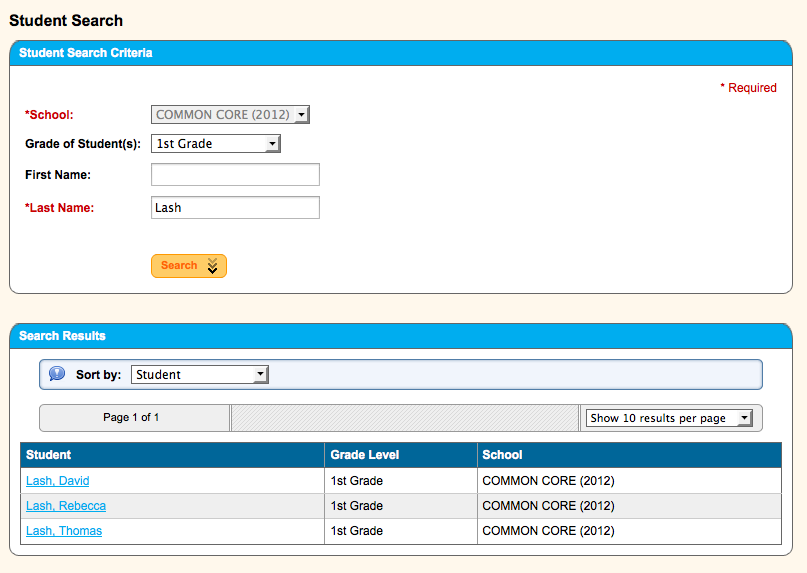 Student Search
Student Search Criteria
* Required
*School: COMMON CORE (2012)
Grade of Student(s): 1st Grade
First Name:
*Last Name: Lash
Search
Search Results
Sort by: Student
Page 1 of 1 Show 10 results per page
Student Grade Level School
Lash, David 1st Grade COMMON CORE (2012)
Lash, Rebecca 1st Grade COMMON CORE (2012)
Lash, Thomas 1st Grade COMMON CORE (2012)